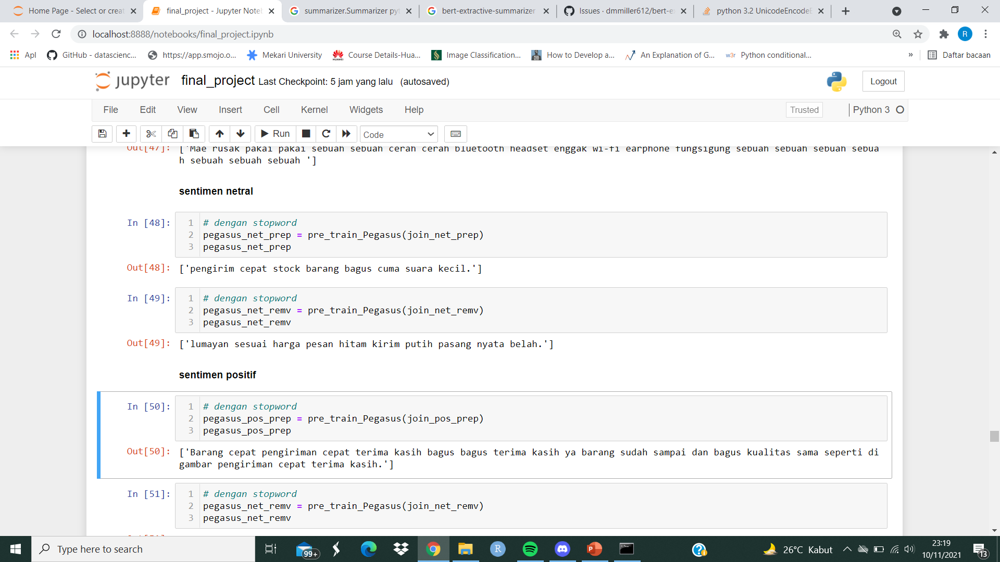 Home Page - Select or creat
final_project - Jupyter Note
summarizer.Summarizer pyt
bert-extractive-summarizer
Issues · dmmiller612/bert-e
python 3.2 UnicodeEncodeE
localhost:8888/notebooks/final_project.ipynb
R
Apl
GitHub - datascienc...
https://app.smojo.o...
Mekari University
HUAWEI
Course Details-Hua...
Image Classification...
How to Develop a...
An Explanation of G...
w3r
Python conditional...
»
Daftar bacaan
jupyter
final_project Last Checkpoint: 5 jam yang lalu (autosaved)
Logout
File
Edit
View
Insert
Cell
Kernel
Widgets
Help
Trusted
Python 3
Run
Code
Out[47]: ['Mae rusak pakai pakai sebuah sebuah cerah cerah bluetooth headset enggak wi-fi earphone fungsigung sebuah sebuah sebuah sebua
h sebuah sebuah sebuah ']
sentimen netral
In [48]:
1 # dengan stopword
2 pegasus_net_prep = pre_train_Pegasus(join_net_prep)
3 pegasus_net_prep
Out[48]: ['pengirim cepat stock barang bagus cuma suara kecil.']
In [49]:
1 # dengan stopword
2 pegasus_net_remv = pre_train_Pegasus(join_net_remv)
3 pegasus_net_remv
Out[49]: ['lumayan sesuai harga pesan hitam kirim putih pasang nyata belah.']
sentimen positif
In [50]:
1 # dengan stopword
2 pegasus_pos_prep = pre_train_Pegasus(join_pos_prep)
3 pegasus_pos_prep
Out[50]: ['Barang cepat pengiriman cepat terima kasih bagus bagus terima kasih ya barang sudah sampai dan bagus kualitas sama seperti di
gambar pengiriman cepat terima kasih.']
In [51]:
1 # dengan stopword
2 pegasus_net_remv = pre_train_Pegasus(join_net_remv)
3 pegasus_net_remv
Type here to search
99+
R
P
26°C Kabut
23:19
10/11/2021
13